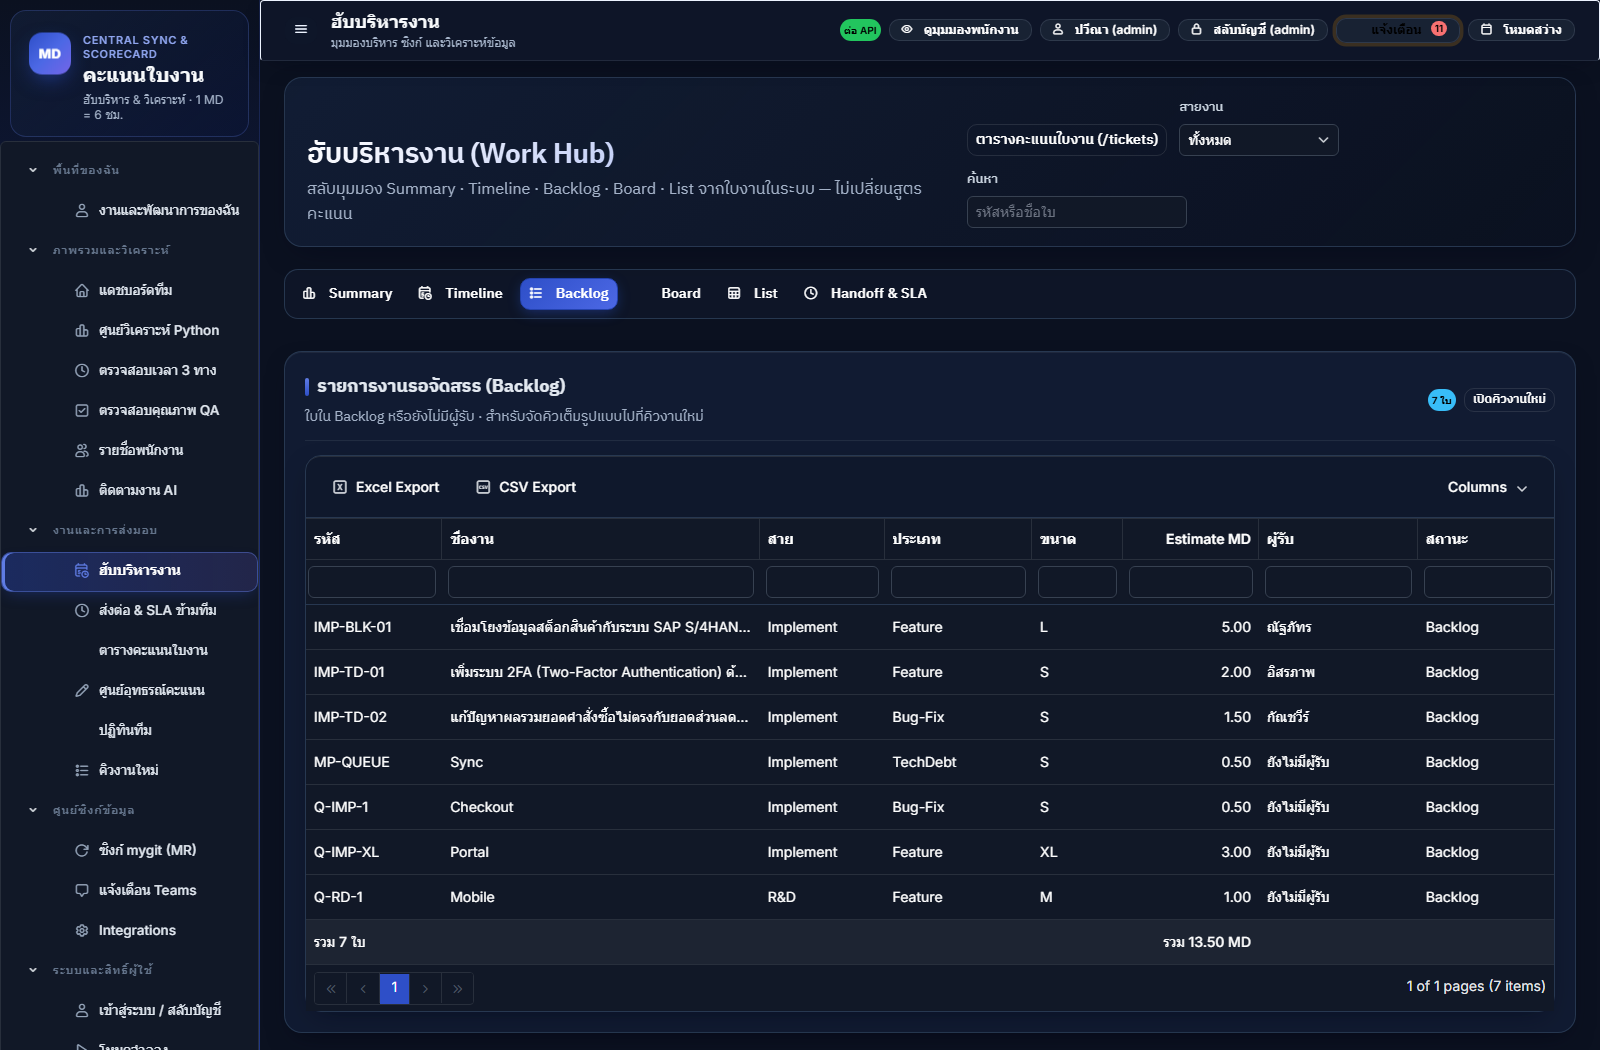 MD
CENTRAL SYNC &
SCORECARD
คะแนนใบงาน
ฮับบริหาร & วิเคราะห์ · 1 MD
= 6 ชม.
พื้นที่ของฉัน
งานและพัฒนาการของฉัน
ภาพรวมและวิเคราะห์
แดชบอร์ดทีม
ศูนย์วิเคราะห์ Python
ตรวจสอบเวลา 3 ทาง
ตรวจสอบคุณภาพ QA
รายชื่อพนักงาน
ติดตามงาน AI
งานและการส่งมอบ
ฮับบริหารงาน
ส่งต่อ & SLA ข้ามทีม
ตารางคะแนนใบงาน
ศูนย์อุทธรณ์คะแนน
ปฏิทินทีม
คิวงานใหม่
ศูนย์ซิงก์ข้อมูล
ซิงก์ mygit (MR)
แจ้งเตือน Teams
Integrations
ระบบและสิทธิ์ผู้ใช้
เข้าสู่ระบบ / สลับบัญชี
โหมดสำรอง
ฮับบริหารงาน
มุมมองบริหาร ซิงก์ และวิเคราะห์ข้อมูล
ต่อ API
ดูมุมมองพนักงาน
ปวีณา (admin)
สลับบัญชี (admin)
แจ้งเตือน 11
โหมดสว่าง
ฮับบริหารงาน (Work Hub)
สลับมุมมอง Summary · Timeline · Backlog · Board · List จากใบงานในระบบ — ไม่เปลี่ยนสูตร
คะแนน
ตารางคะแนนใบงาน (/tickets)
สายงาน
ทั้งหมด
ค้นหา
รหัสหรือชื่อใบ
Summary
Timeline
Backlog
Board
List
Handoff & SLA
รายการงานรอจัดสรร (Backlog)
ใบใน Backlog หรือยังไม่มีผู้รับ · สำหรับจัดคิวเต็มรูปแบบไปที่คิวงานใหม่
7 ใบ
เปิดคิวงานใหม่
Excel Export
CSV Export
Columns
รหัส ชื่องาน สาย ประเภท ขนาด Estimate MD ผู้รับ สถานะ
IMP-BLK-01 เชื่อมโยงข้อมูลสต็อกสินค้ากับระบบ SAP S/4HAN... Implement Feature L 5.00 ณัฐภัทร Backlog
IMP-TD-01 เพิ่มระบบ 2FA (Two-Factor Authentication) ด้... Implement Feature S 2.00 อิสรภาพ Backlog
IMP-TD-02 แก้ปัญหาผลรวมยอดคำสั่งซื้อไม่ตรงกับยอดส่วนลด... Implement Bug-Fix S 1.50 กัณชวีร์ Backlog
MP-QUEUE Sync Implement TechDebt S 0.50 ยังไม่มีผู้รับ Backlog
Q-IMP-1 Checkout Implement Bug-Fix S 0.50 ยังไม่มีผู้รับ Backlog
Q-IMP-XL Portal Implement Feature XL 3.00 ยังไม่มีผู้รับ Backlog
Q-RD-1 Mobile R&D Feature M 1.00 ยังไม่มีผู้รับ Backlog
รวม 7 ใบ รวม 13.50 MD
1
1 of 1 pages (7 items)